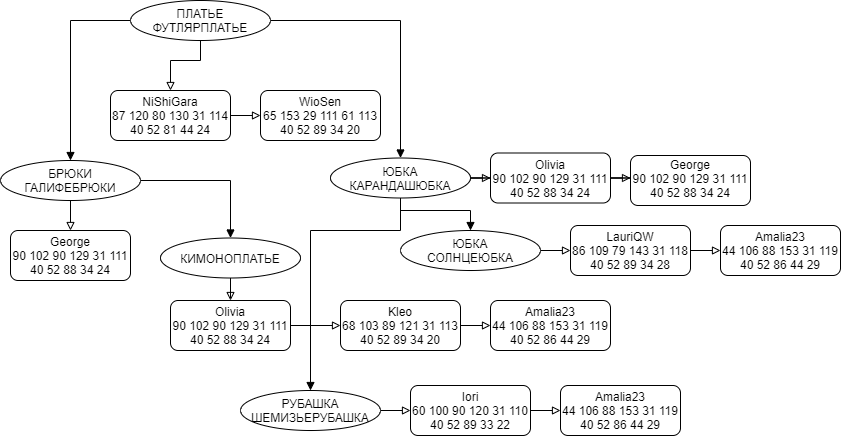 ПЛАТЬЕ
ФУТЛЯРПЛАТЬЕ
NiShiGara
87 120 80 130 31 114
40 52 81 44 24
WioSen
65 153 29 111 61 113
40 52 89 34 20
БРЮКИ
ГАЛИФЕБРЮКИ
ЮБКА
КАРАНДАШЮБКА
Olivia
90 102 90 129 31 111
40 52 88 34 24
George
90 102 90 129 31 111
40 52 88 34 24
George
90 102 90 129 31 111
40 52 88 34 24
КИМОНОПЛАТЬЕ
ЮБКА
СОЛНЦЕЮБКА
LauriQW
86 109 79 143 31 118
40 52 89 34 28
Amalia23
44 106 88 153 31 119
40 52 86 44 29
Olivia
90 102 90 129 31 111
40 52 88 34 24
Kleo
68 103 89 121 31 113
40 52 89 34 20
Amalia23
44 106 88 153 31 119
40 52 86 44 29
РУБАШКА
ШЕМИЗЬЕРУБАШКА
Iori
60 100 90 120 31 110
40 52 89 33 22
Amalia23
44 106 88 153 31 119
40 52 86 44 29